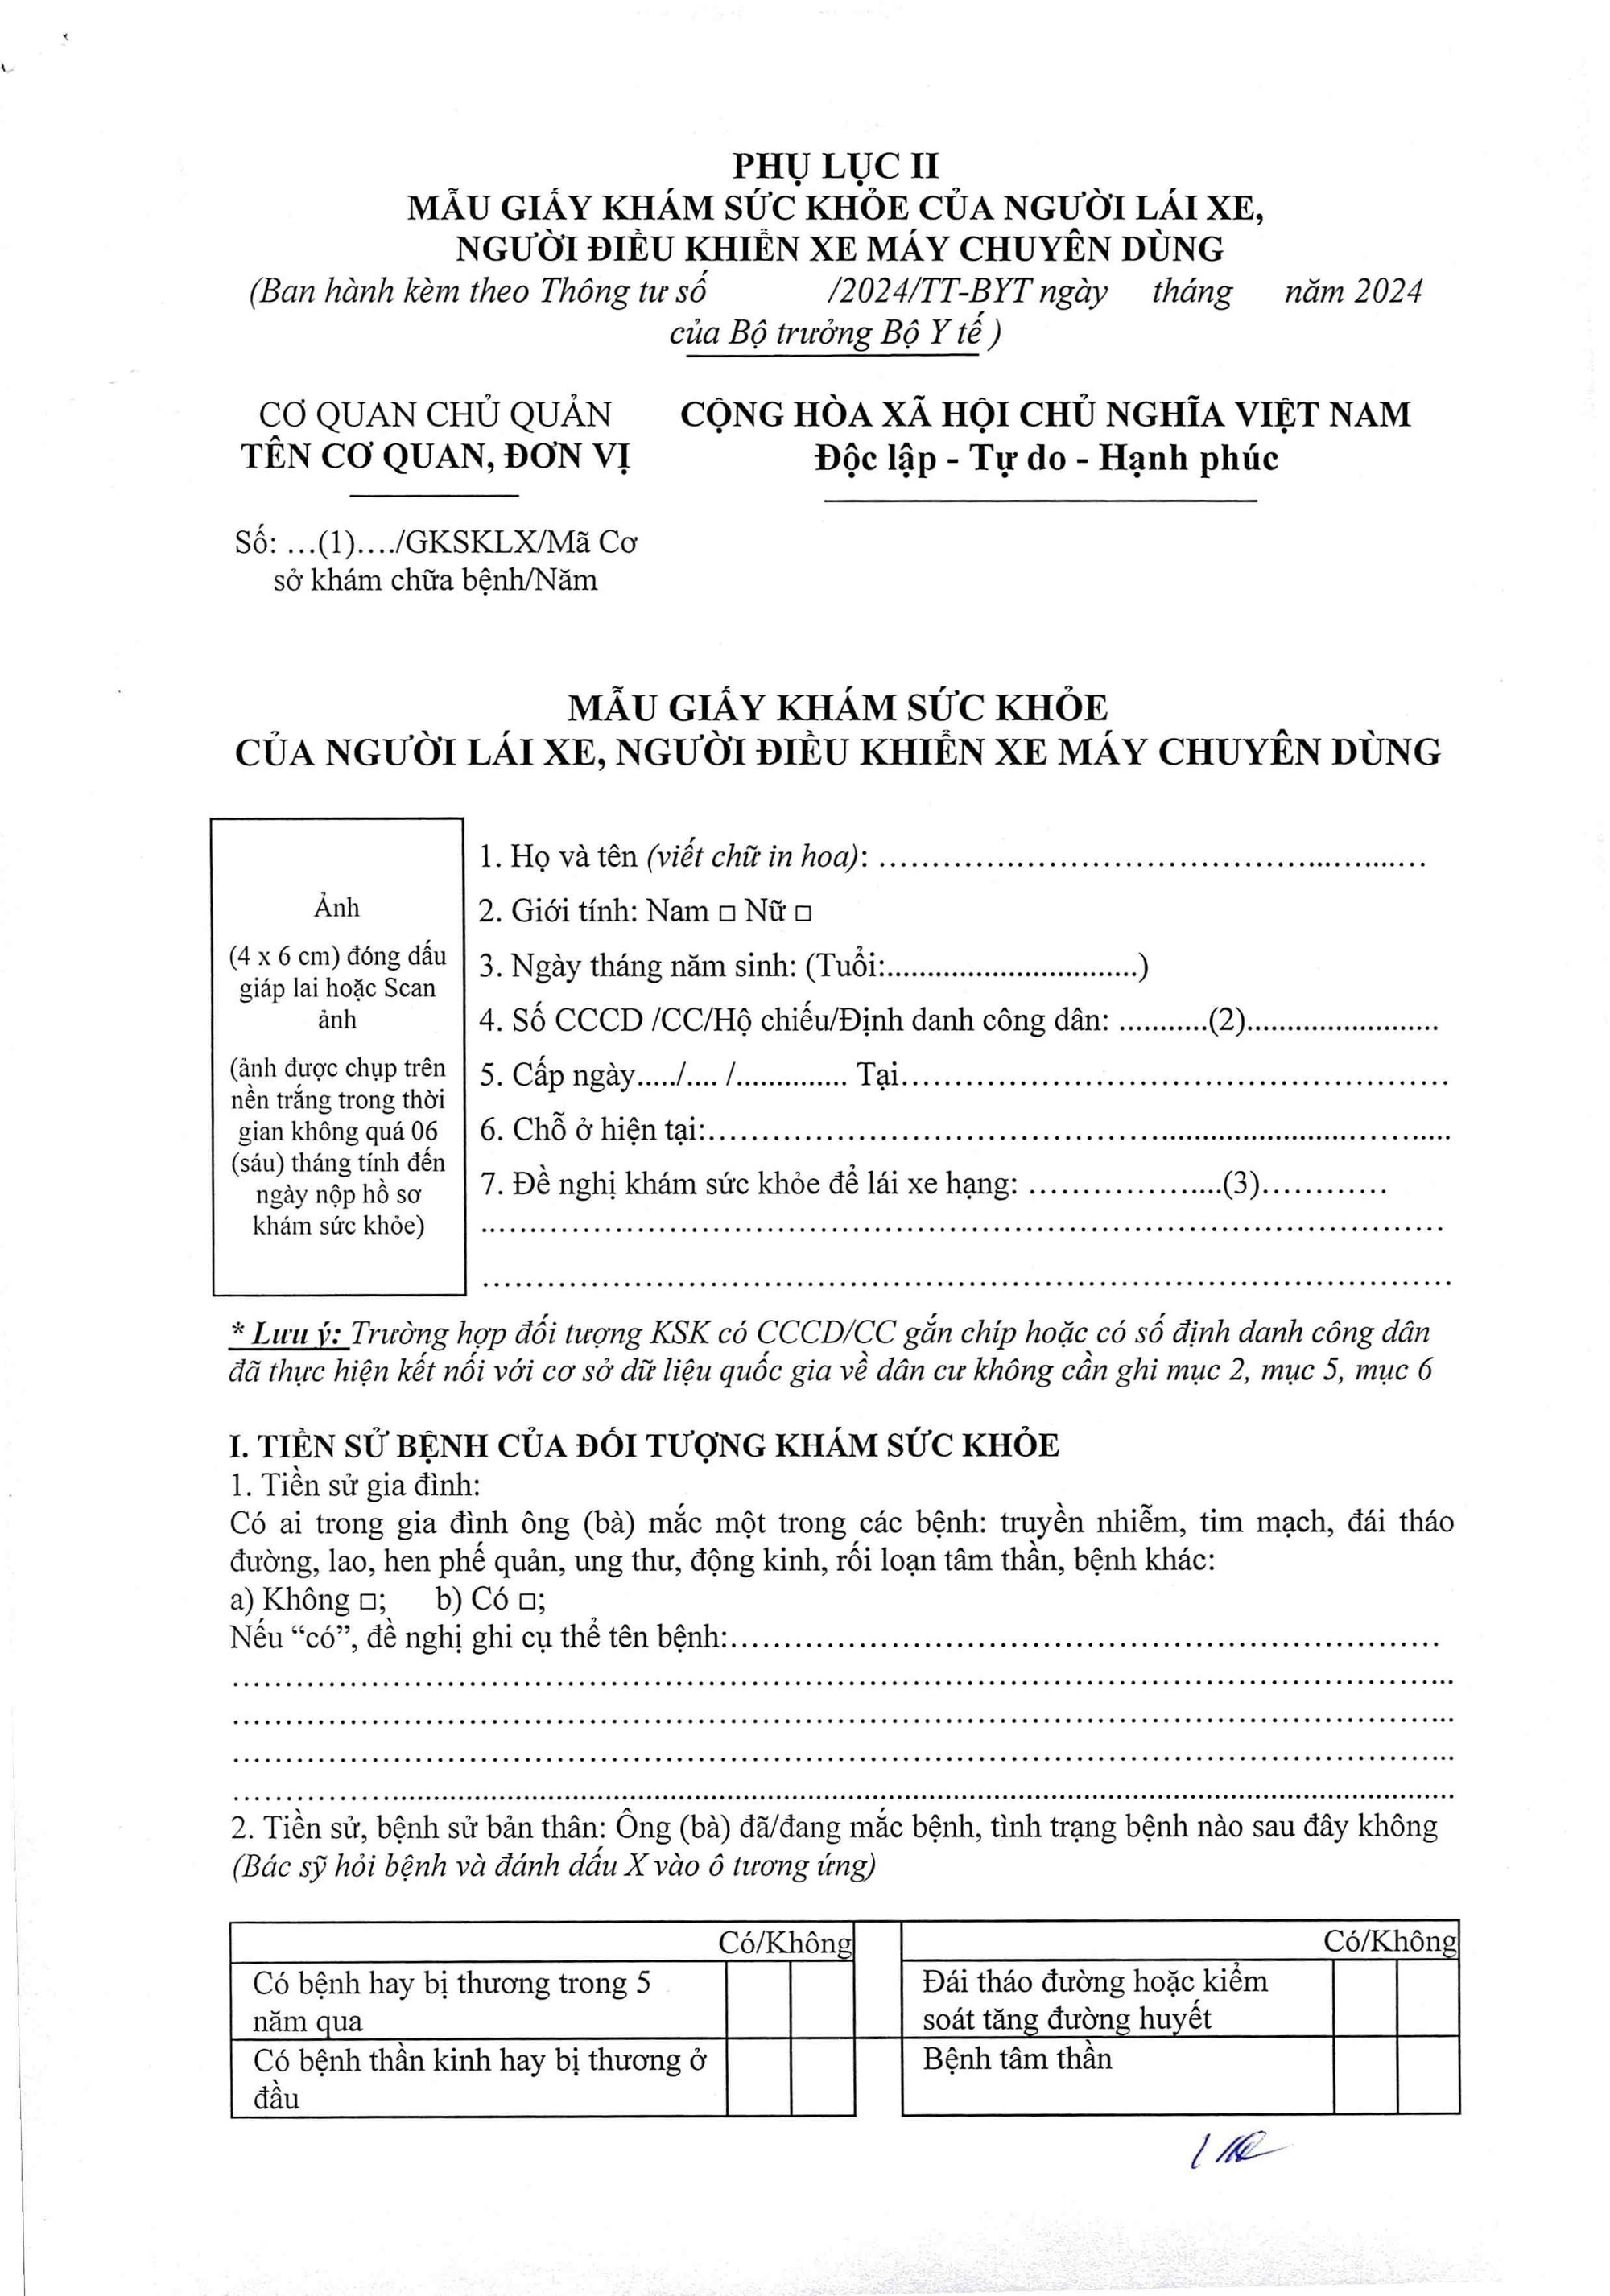 PHỤ LỤC II
MẪU GIẤY KHÁM SỨC KHỎE CỦA NGƯỜI LÁI XE,
NGƯỜI ĐIỀU KHIỂN XE MÁY CHUYÊN DÙNG
(Ban hành kèm theo Thông tư số /2024/TT-BYT ngày tháng năm 2024
của Bộ trưởng Bộ Y tế )
CƠ QUAN CHỦ QUẢN
TÊN CƠ QUAN, ĐƠN VỊ
CỘNG HÒA XÃ HỘI CHỦ NGHĨA VIỆT NAM
Độc lập - Tự do - Hạnh phúc
Số: ...(1)..../GKSKLX/Mã Cơ
sở khám chữa bệnh/Năm
MẪU GIẤY KHÁM SỨC KHỎE
CỦA NGƯỜI LÁI XE, NGƯỜI ĐIỀU KHIỂN XE MÁY CHUYÊN DÙNG
Ảnh
(4 x 6 cm) đóng dấu
giáp lai hoặc Scan
ảnh
(ảnh được chụp trên
nền trắng trong thời
gian không quá 06
(sáu) tháng tính đến
ngày nộp hồ sơ
khám sức khỏe)
1. Họ và tên (viết chữ in hoa): ................................................
2. Giới tính: Nam □ Nữ □
3. Ngày tháng năm sinh: (Tuổi:..............................)
4. Số CCCD /CC/Hộ chiếu/Định danh công dân: ...........(2)........................
5. Cấp ngày...../.... /.............. Tại................................................
6. Chỗ ở hiện tại:................................................................
7. Đề nghị khám sức khỏe để lái xe hạng: .....................(3)............
................................................................
................................................................
* Lưu ý: Trường hợp đối tượng KSK có CCCD/CC gắn chíp hoặc có số định danh công dân
đã thực hiện kết nối với cơ sở dữ liệu quốc gia về dân cư không cần ghi mục 2, mục 5, mục 6
I. TIỀN SỬ BỆNH CỦA ĐỐI TƯỢNG KHÁM SỨC KHỎE
1. Tiền sử gia đình:
Có ai trong gia đình ông (bà) mắc một trong các bệnh: truyền nhiễm, tim mạch, đái tháo
đường, lao, hen phế quản, ung thư, động kinh, rối loạn tâm thần, bệnh khác:
a) Không □; b) Có □;
Nếu “có”, đề nghị ghi cụ thể tên bệnh:................................................................
................................................................
................................................................
................................................................
................................................................
2. Tiền sử, bệnh sử bản thân: Ông (bà) đã/đang mắc bệnh, tình trạng bệnh nào sau đây không
(Bác sỹ hỏi bệnh và đánh dấu X vào ô tương ứng)
Có/Không
Có bệnh hay bị thương trong 5
năm qua
Có bệnh thần kinh hay bị thương ở
đầu
Có/Không
Đái tháo đường hoặc kiểm
soát tăng đường huyết
Bệnh tâm thần